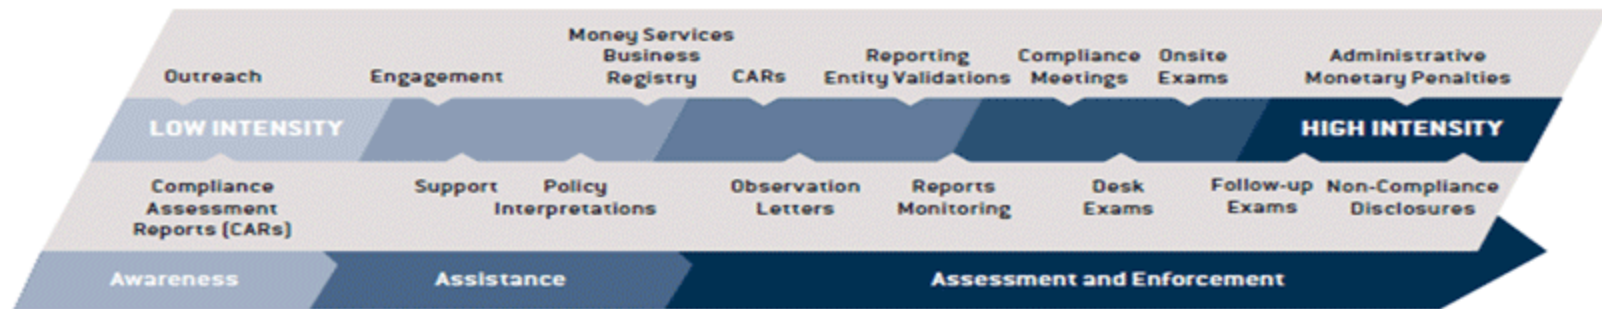 Outreach
Engagement
Money Services
Business
Registry
CARs
Reporting
Entity Validations
Compliance
Meetings
Onsite
Exams
Administrative
Monetary Penalties
LOW INTENSITY
HIGH INTENSITY
Compliance
Assessment
Reports (CARs)
Support
Policy
Interpretations
Observation
Letters
Reports
Monitoring
Desk
Exams
Follow-up
Exams
Non-Compliance
Disclosures
Awareness
Assistance
Assessment and Enforcement